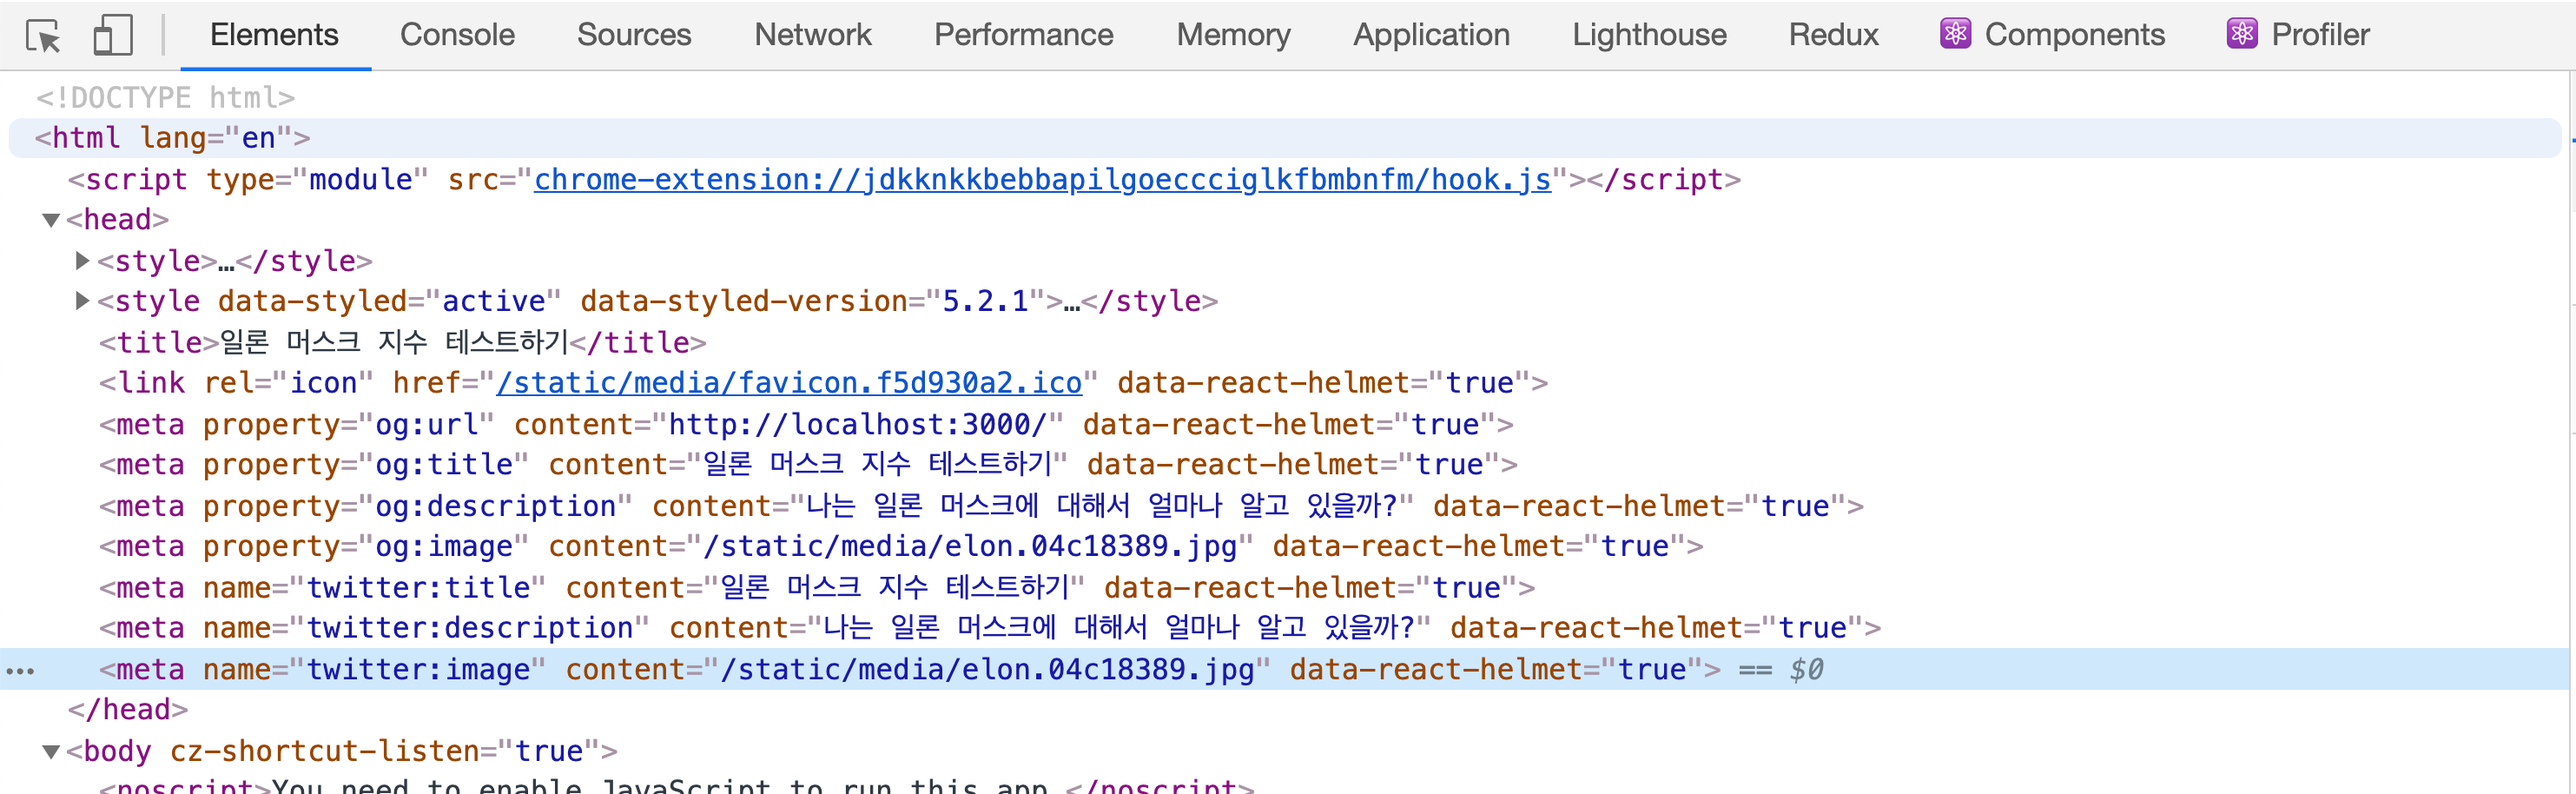 Elements Console Sources Network Performance Memory Application Lighthouse Redux Components Profiler
<!DOCTYPE html>
<html lang="en">
<script type="module" src="chrome-extension://jdkknkkbebbapilgoeccciglkfbmbnfm/hook.js"></script>
▼<head>
▶<style>…</style>
▶<style data-styled="active" data-styled-version="5.2.1">…</style>
<title>일론 머스크 지수 테스트하기</title>
<link rel="icon" href="/static/media/favicon.f5d930a2.ico" data-react-helmet="true">
<meta property="og:url" content="http://localhost:3000/" data-react-helmet="true">
<meta property="og:title" content="일론 머스크 지수 테스트하기" data-react-helmet="true">
<meta property="og:description" content="나는 일론 머스크에 대해서 얼마나 알고 있을까?" data-react-helmet="true">
<meta property="og:image" content="/static/media/elon.04c18389.jpg" data-react-helmet="true">
<meta name="twitter:title" content="일론 머스크 지수 테스트하기" data-react-helmet="true">
<meta name="twitter:description" content="나는 일론 머스크에 대해서 얼마나 알고 있을까?" data-react-helmet="true">
… <meta name="twitter:image" content="/static/media/elon.04c18389.jpg" data-react-helmet="true"> == $0
</head>
▼<body cz-shortcut-listen="true">
<noscript>You need to enable JavaScript to run this app.</noscript>